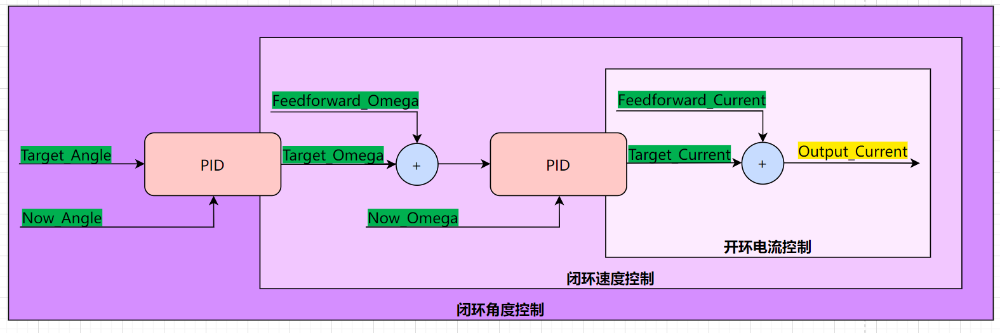 Feedforward_Omega
Feedforward_Current
Target_Angle
PID
Target_Omega
+
PID
Target_Current
+
Output_Current
Now_Angle
Now_Omega
开环电流控制
闭环速度控制
闭环角度控制